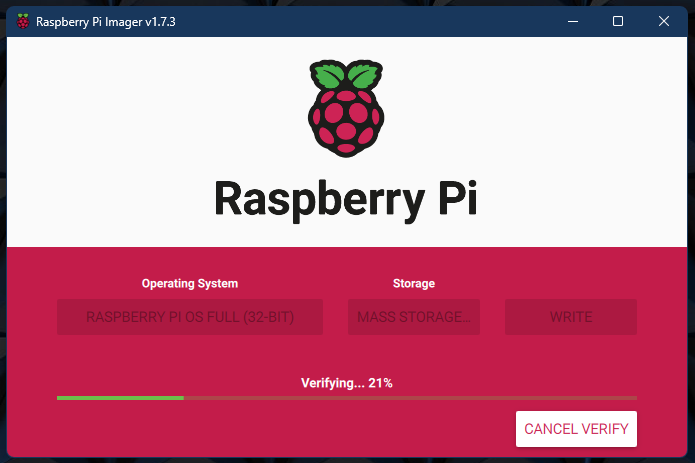 Raspberry Pi Imager v1.7.3
Raspberry Pi
Operating System
Storage
RASPBERRY PI OS FULL (32-BIT)
MASS STORAGE...
WRITE
Verifying... 21%
CANCEL VERIFY